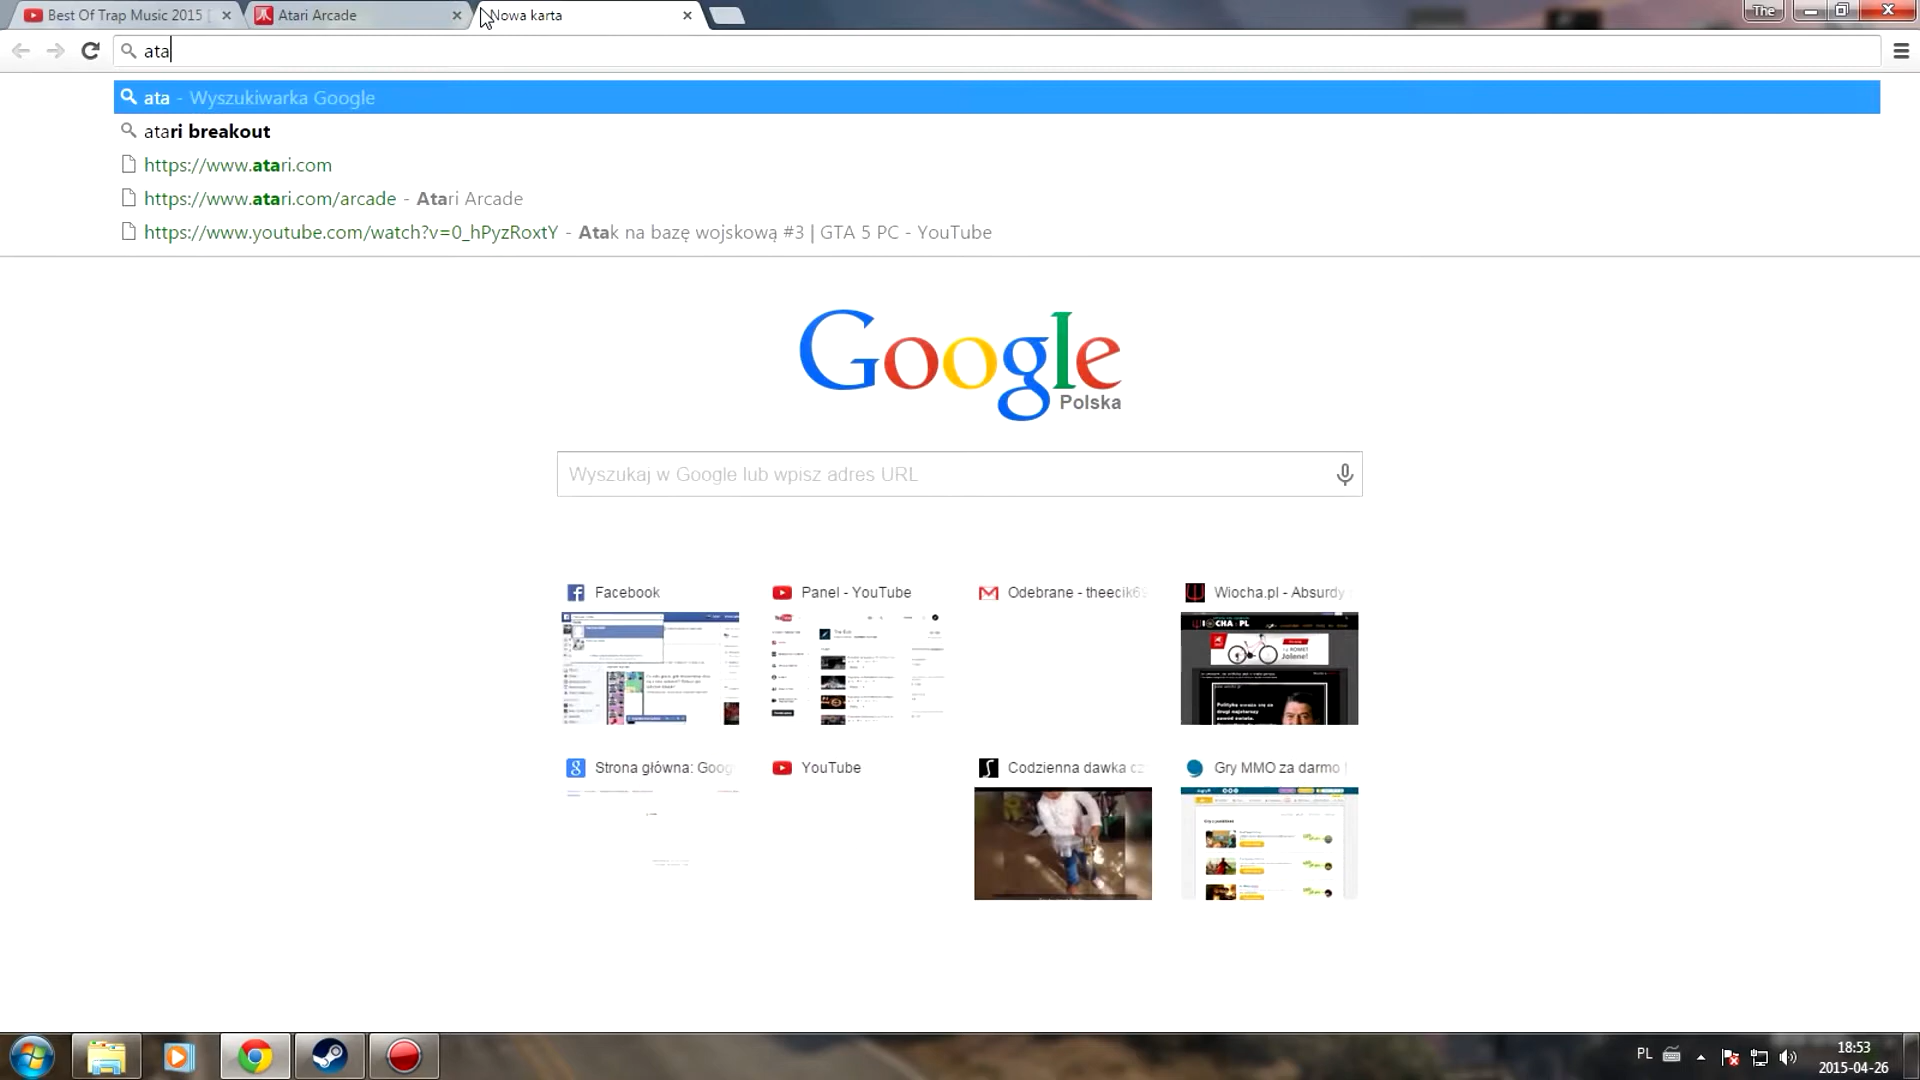 Best Of Trap Music 2015
Atari Arcade
Nowa karta
The
ata
ata - Wyszukiwarka Google
atari breakout
https://www.atari.com
https://www.atari.com/arcade - Atari Arcade
https://www.youtube.com/watch?v=0_hPyzRoxtY - Atak na bazę wojskową #3 | GTA 5 PC - YouTube
Google
Polska
Wyszukaj w Google lub wpisz adres URL
Facebook
Panel - YouTube
Odebrane - theecik6
Wiocha.pl - Absurdy
Strona główna: Goog
YouTube
Codzienna dawka cz
Gry MMO za darmo
PL
18:53
2015-04-26